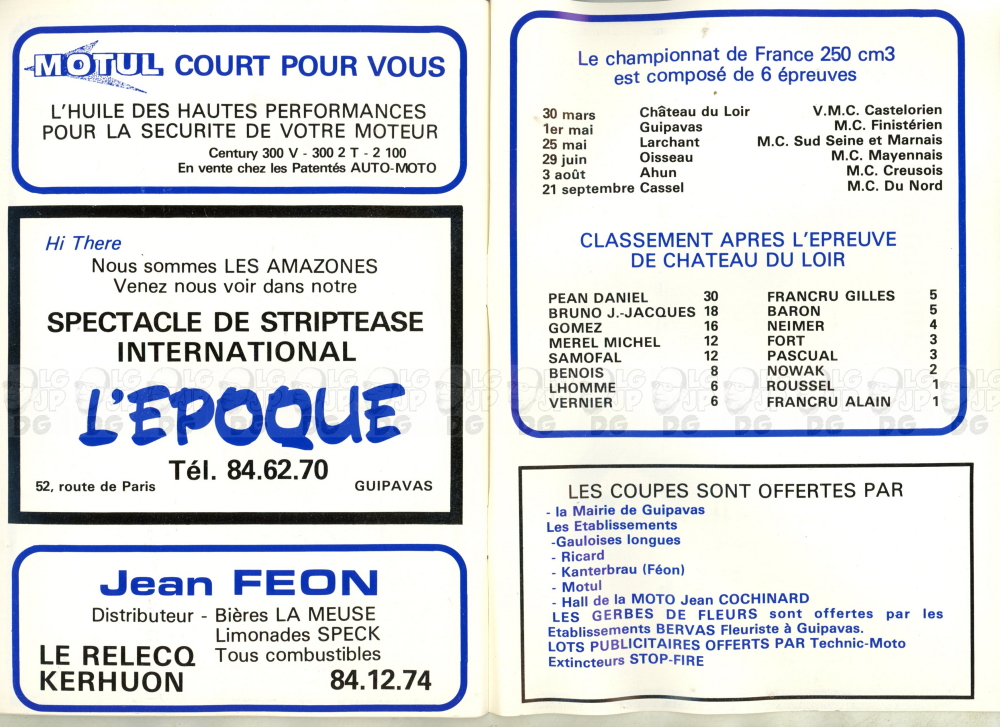 MOTUL COURT POUR VOUS
L'HUILE DES HAUTES PERFORMANCES
POUR LA SECURITE DE VOTRE MOTEUR
Century 300 V - 300 2 T - 2 100
En vente chez les Patentés AUTO-MOTO
Hi There
Nous sommes LES AMAZONES
Venez nous voir dans notre
SPECTACLE DE STRIPTEASE
INTERNATIONAL
L'EPOQUE
Tél. 84.62.70
52, route de Paris GUIPAVAS
Jean FEON
Distributeur - Bières LA MEUSE
Limonades SPECK
Tous combustibles
LE RELECQ
KERHUON
84.12.74
Le championnat de France 250 cm3
est composé de 6 épreuves
30 mars Château du Loir V.M.C. Castelorien
1er mai Guipavas M.C. Finistérien
25 mai Larchant M.C. Sud Seine et Marnais
29 juin Oisseau M.C. Mayennais
3 août Ahun M.C. Creusois
21 septembre Cassel M.C. Du Nord
CLASSEMENT APRES L'EPREUVE
DE CHATEAU DU LOIR
PEAN DANIEL 30 FRANCRU GILLES 5
BRUNO J.-JACQUES 18 BARON 5
GOMEZ 16 NEIMER 4
MEREL MICHEL 12 FORT 3
SAMOFAL 12 PASCUAL 3
BENOIS 8 NOWAK 2
LHOMME 6 ROUSSEL 1
VERNIER 6 FRANCRU ALAIN 1
LES COUPES SONT OFFERTES PAR
- la Mairie de Guipavas
Les Etablissements
-Gauloises longues
- Ricard
- Kanterbrau (Féon)
- Motul
- Hall de la MOTO Jean COCHINARD
LES GERBES DE FLEURS sont offertes par les
Etablissements BERVAS Fleuriste à Guipavas.
LOTS PUBLICITAIRES OFFERTS PAR Technic-Moto
Extincteurs STOP-FIRE